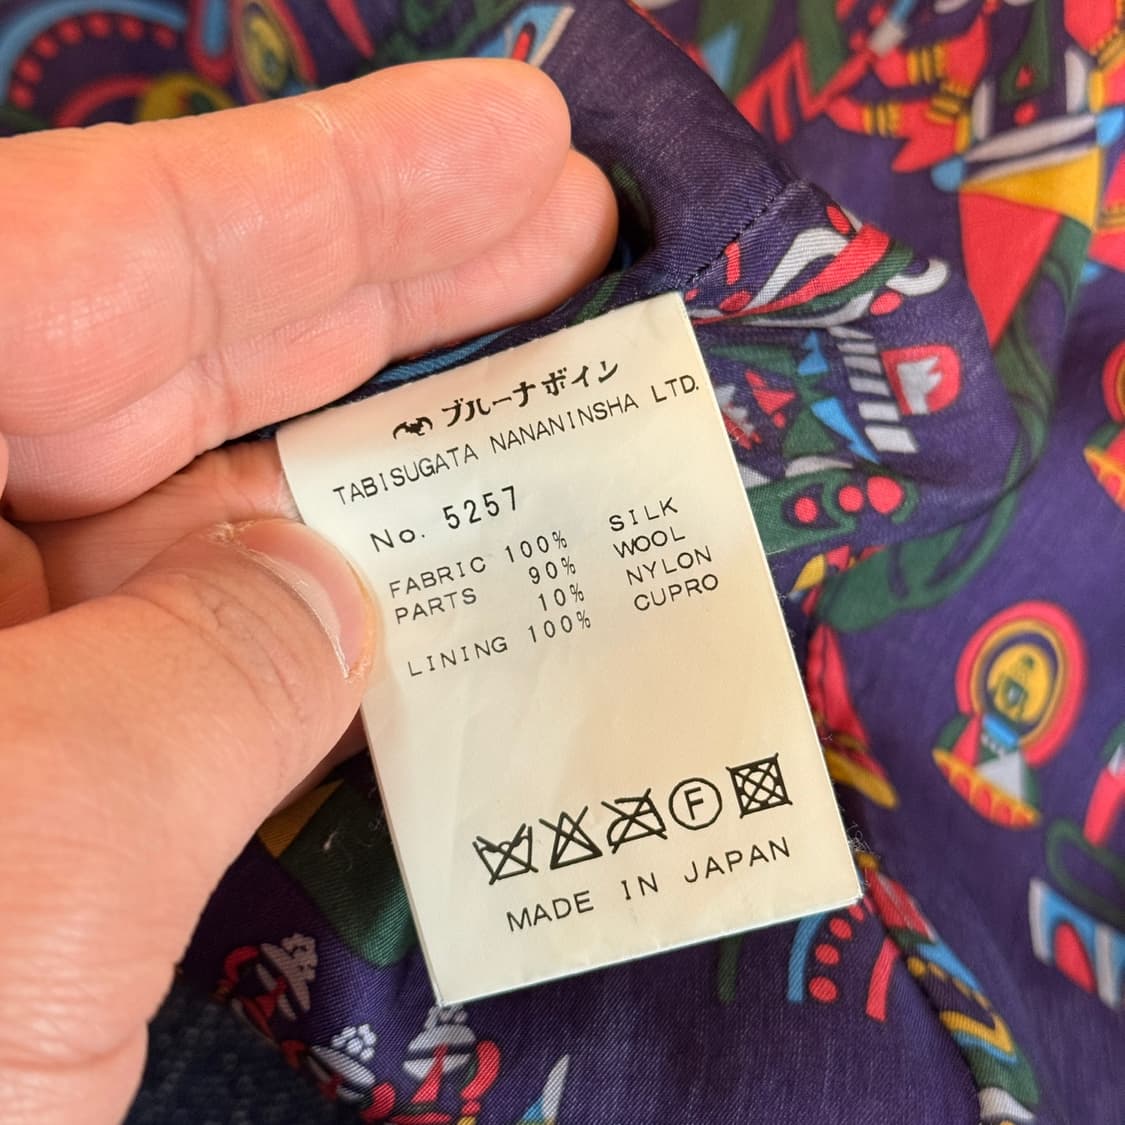 ブルーナボイン
TABISUGATA NANANINSHA LTD.
No. 5257
FABRIC 100% SILK
PARTS 90% WOOL
10% NYLON
LINING 100% CUPRO
F
MADE IN JAPAN